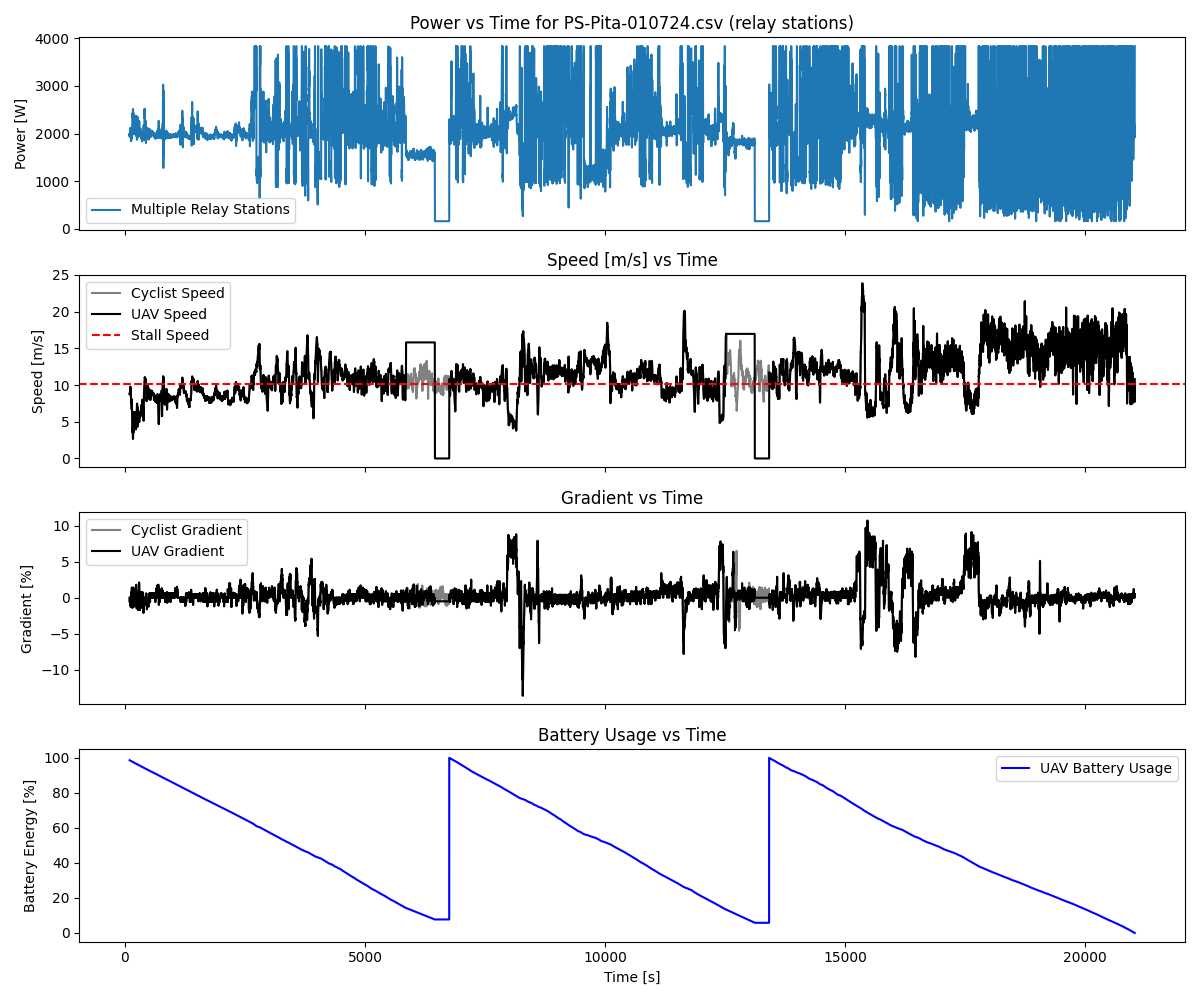 Power vs Time for PS-Pita-010724.csv (relay stations)
4000
3000
2000
1000
0
Power [W]
Multiple Relay Stations
Speed [m/s] vs Time
25
20
15
10
5
0
Speed [m/s]
Cyclist Speed
UAV Speed
Stall Speed
Gradient vs Time
10
5
0
−5
−10
Gradient [%]
Cyclist Gradient
UAV Gradient
Battery Usage vs Time
100
80
60
40
20
0
Battery Energy [%]
UAV Battery Usage
0
5000
10000
15000
20000
Time [s]